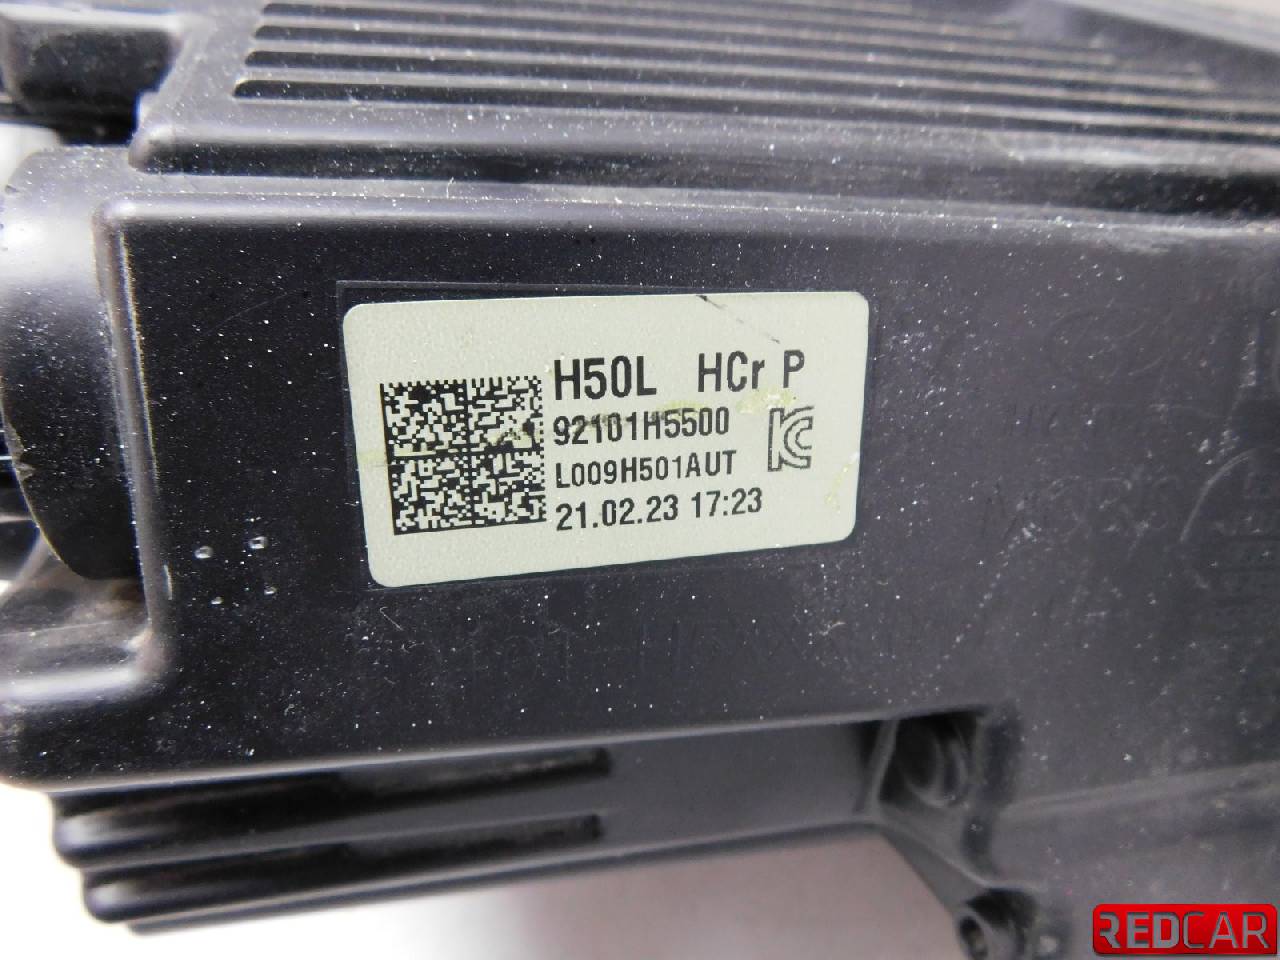 H50L HCr P
92101H5500
L009H501AUT
21.02.23 17:23
REDCAR